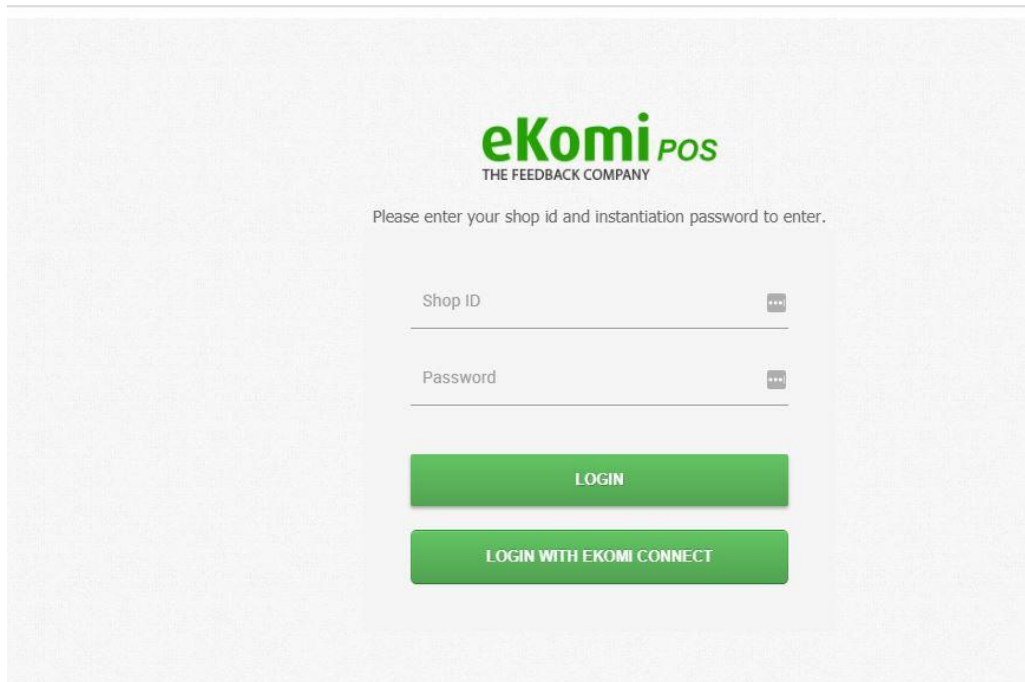 eKomi POS
THE FEEDBACK COMPANY
Please enter your shop id and instantiation password to enter.
Shop ID
Password
LOGIN
LOGIN WITH EKOMI CONNECT